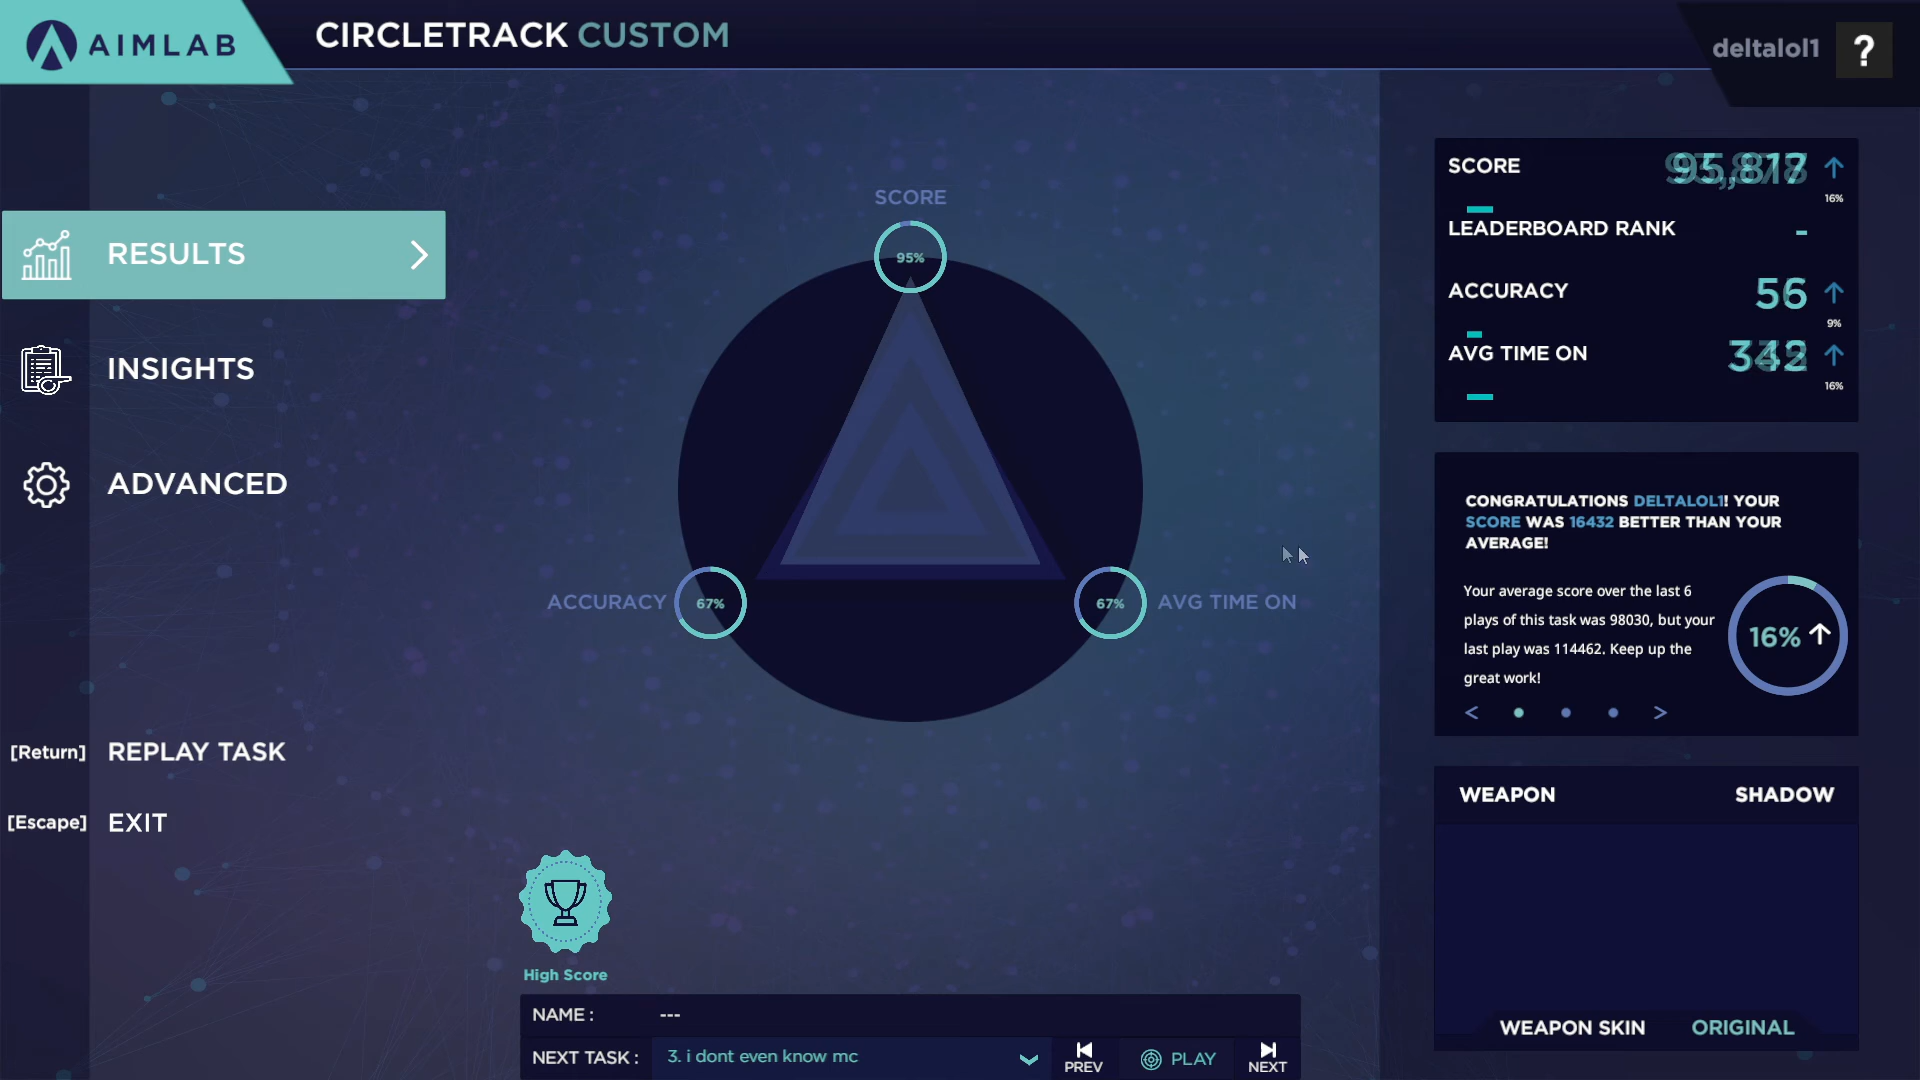 AIMLAB
CIRCLETRACK CUSTOM
deltalol1
?
RESULTS
INSIGHTS
ADVANCED
[Return] REPLAY TASK
[Escape] EXIT
SCORE
95%
ACCURACY
67%
67%
AVG TIME ON
SCORE
16%
LEADERBOARD RANK
-
ACCURACY
56
9%
AVG TIME ON
16%
CONGRATULATIONS DELTALOL1! YOUR
SCORE WAS 16432 BETTER THAN YOUR
AVERAGE!
Your average score over the last 6
plays of this task was 98030, but your
last play was 114462. Keep up the
great work!
16%
< >
WEAPON SHADOW
WEAPON SKIN ORIGINAL
High Score
NAME : ---
NEXT TASK : 3. i dont even know mc
PREV
PLAY
NEXT